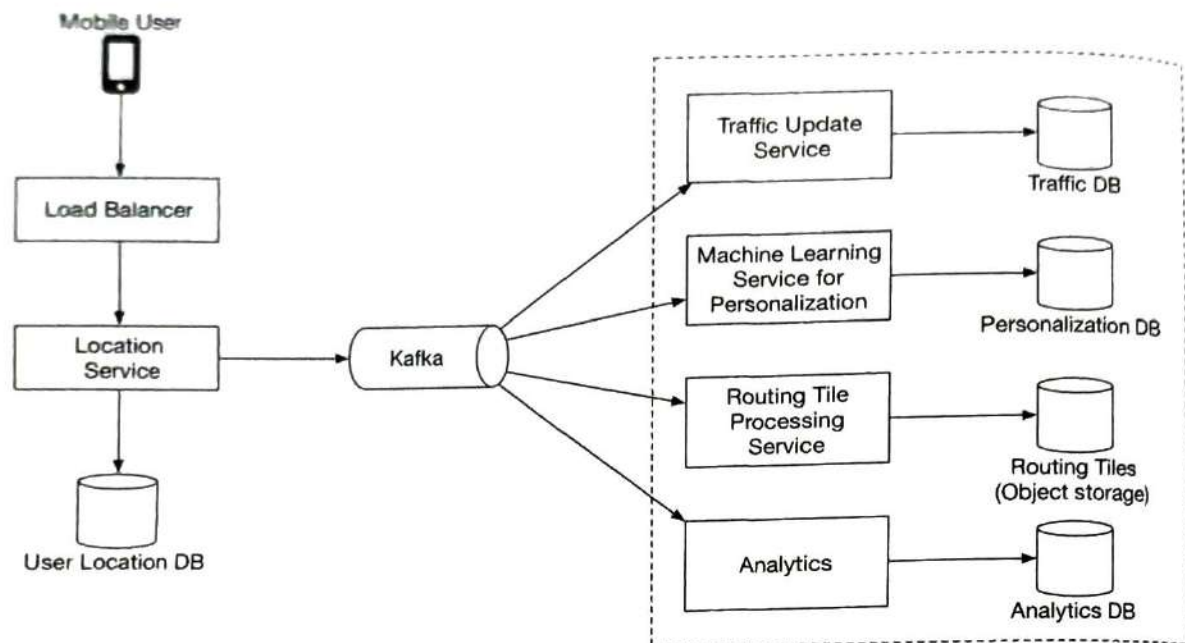 Mobile User
Load Balancer
Location
Service
User Location DB
Kafka
Traffic Update
Service
Traffic DB
Machine Learning
Service for
Personalization
Personalization DB
Routing Tile
Processing
Service
Routing Tiles
(Object storage)
Analytics
Analytics DB